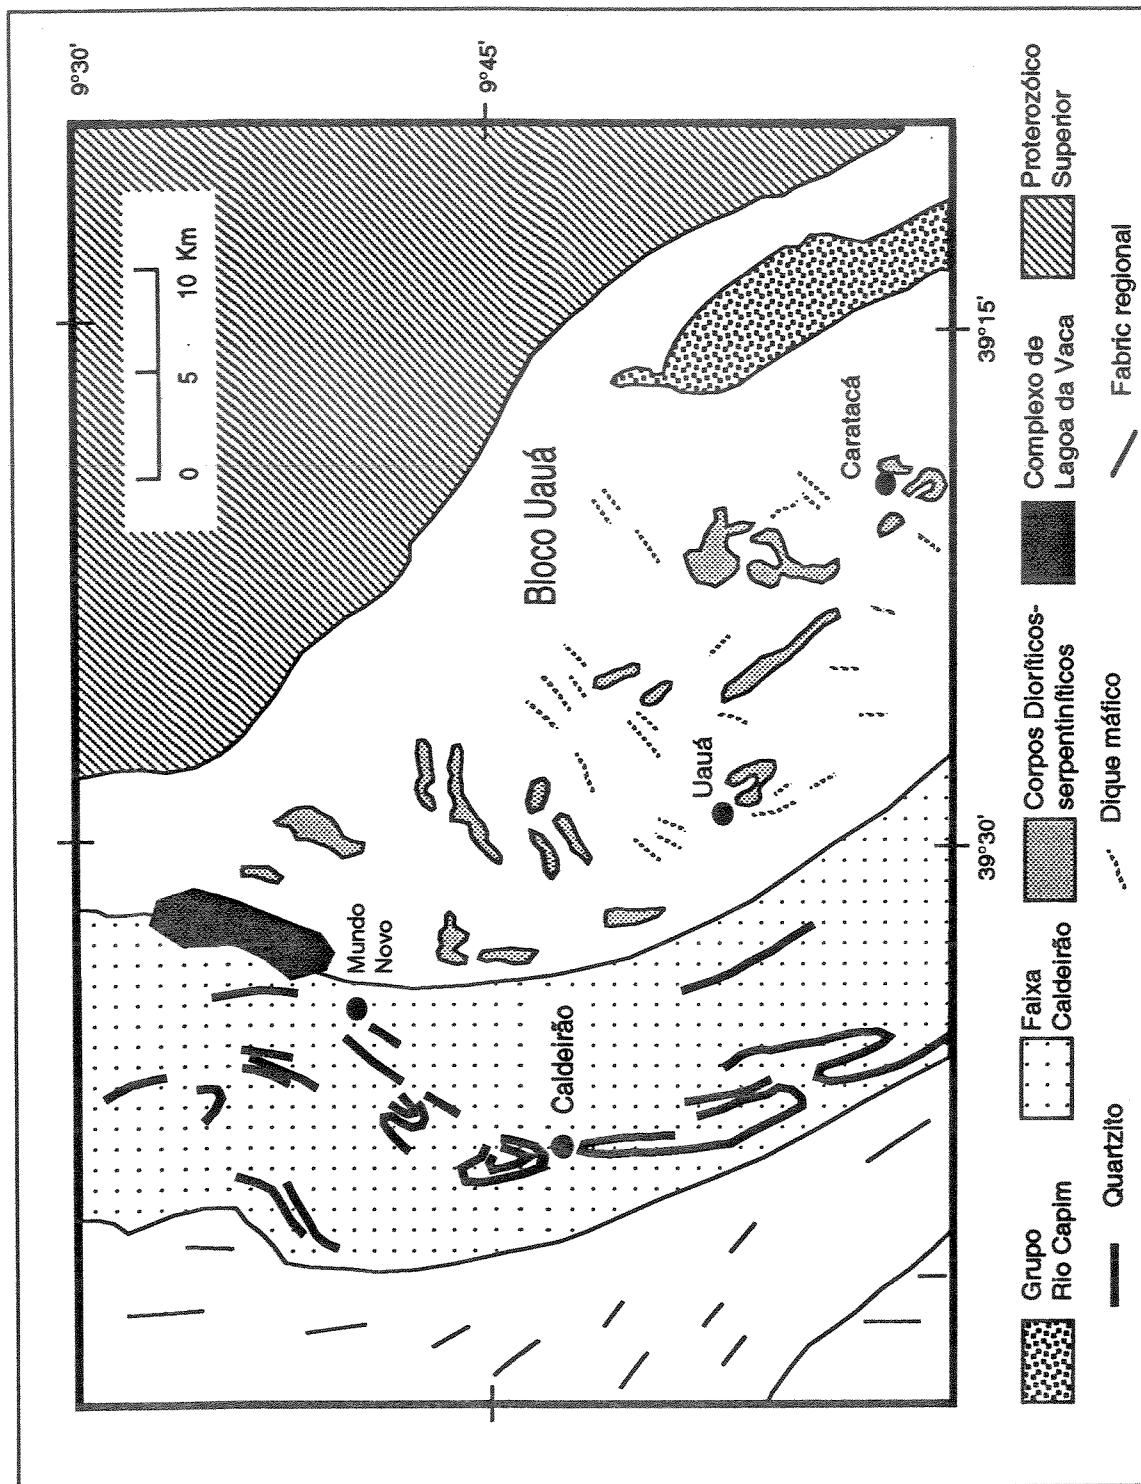 9°30'
9°45'
0 5 10 Km
Bloco Uauá
Mundo
Novo
Caldeirão
Uauá
Caratacá
39°30'
39°15'
Grupo
Rio Capim
Faixa
Caldeirão
Corpos Dioríticos-
serpentiníticos
Complexo de
Lagoa da Vaca
Proterozóico
Superior
Quartzito
Dique máfico
Fabric regional